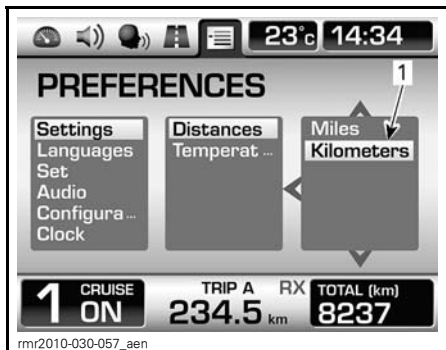 23°c 14:34
PREFERENCES
1
Settings
Languages
Set
Audio
Configura ...
Clock
Distances
Temperat ...
Miles
Kilometers
1 CRUISE ON
TRIP A RX
234.5 km
TOTAL (km)
8237
rmr2010-030-057_aen